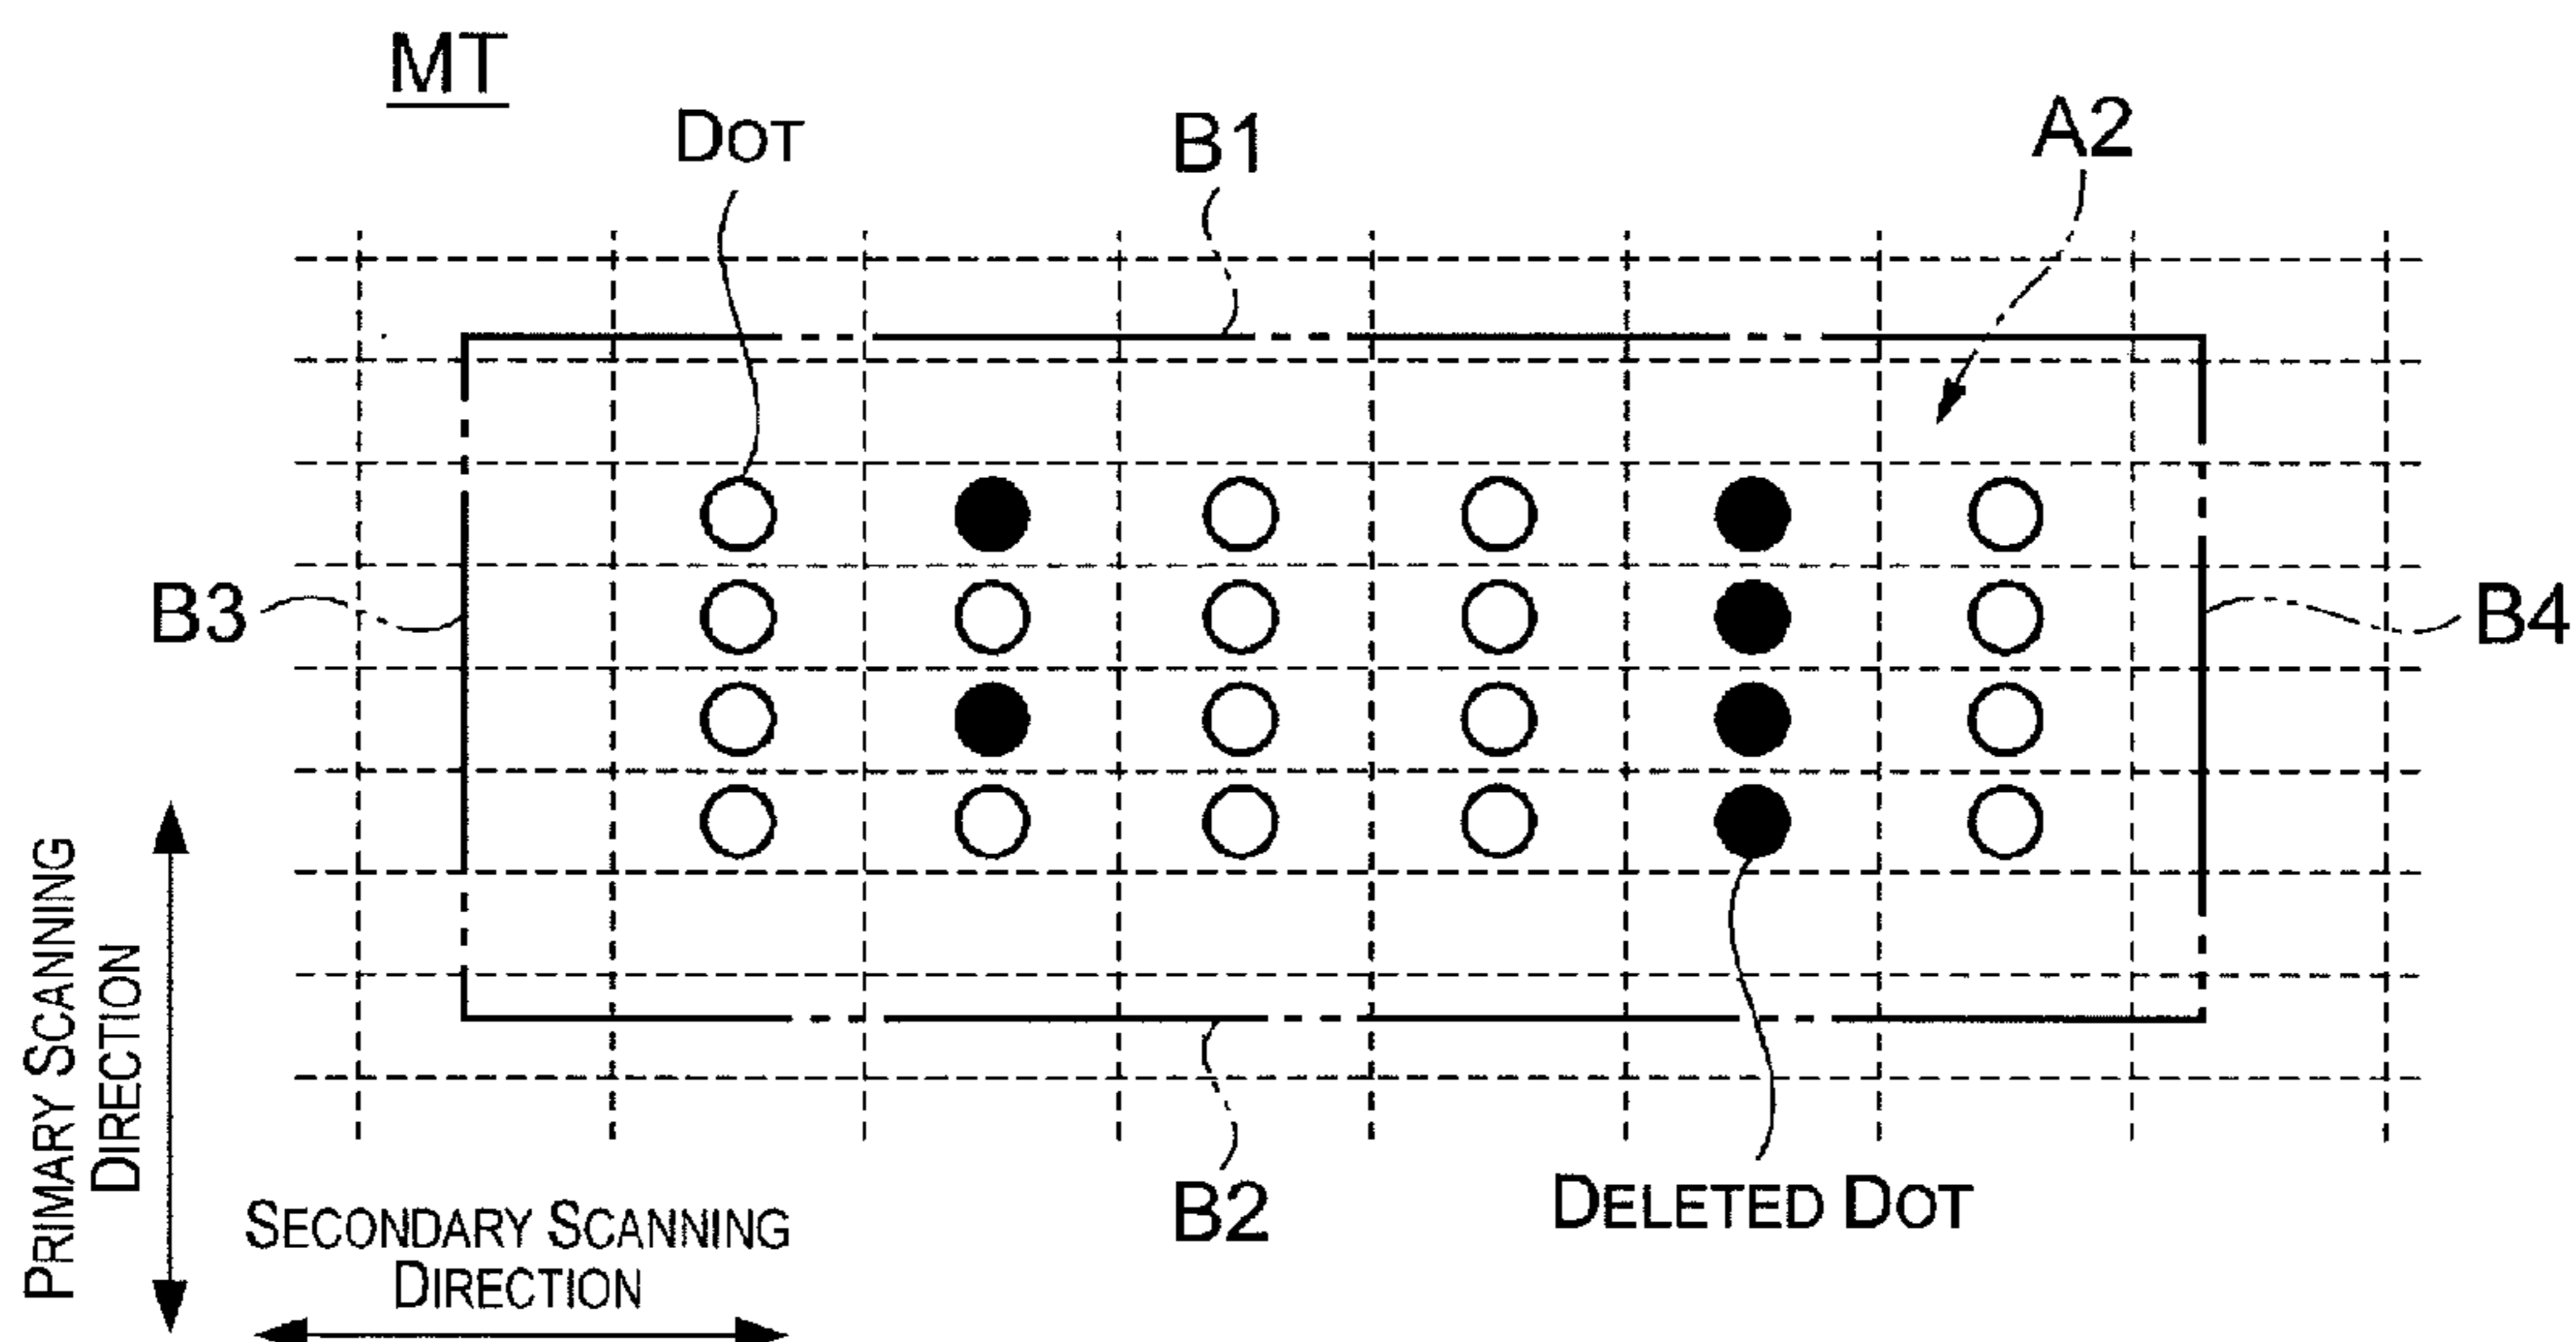 MT
DOT
B1
A2
B3
B4
PRIMARY SCANNING
DIRECTION
SECONDARY SCANNING
DIRECTION
B2
DELETED DOT